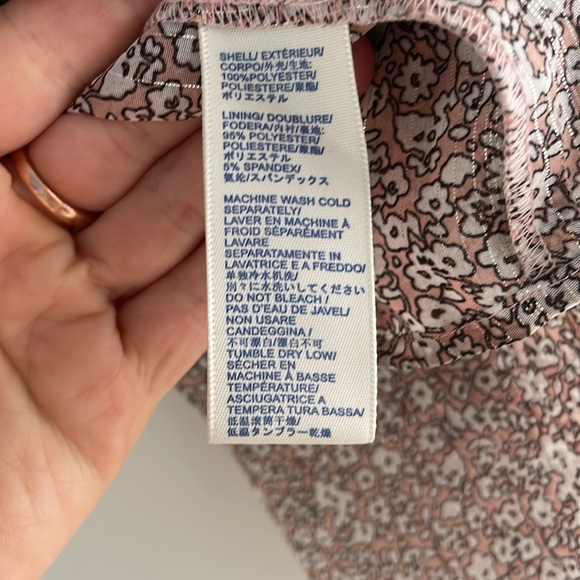 SHELL/ EXTÉRIEUR/
CORPO/外壳/生地:
100%POLYESTER/
POLIESTERE/聚酯/
ポリエステル
LINING/ DOUBLURE/
FODERA/内衬/裏地:
95% POLYESTER/
POLIESTERE/聚酯/
ポリエステル
5% SPANDEX/
氨纶/スパンデックス
MACHINE WASH COLD
SEPARATELY/
LAVER EN MACHINE À
FROID SÉPARÉMENT
LAVARE
SEPARATAMENTE IN
LAVATRICE E A FREDDO/
单独冷水机洗/
別々に水洗いしてください
DO NOT BLEACH /
PAS D'EAU DE JAVEL/
NON USARE
CANDEGGINA /
不可漂白/漂白不可
TUMBLE DRY LOW/
SÉCHER EN
MACHINE À BASSE
TEMPÉRATURE/
ASCIUGATRICE A
TEMPERA TURA BASSA/
低温滚筒干燥/
低温タンブラー乾燥